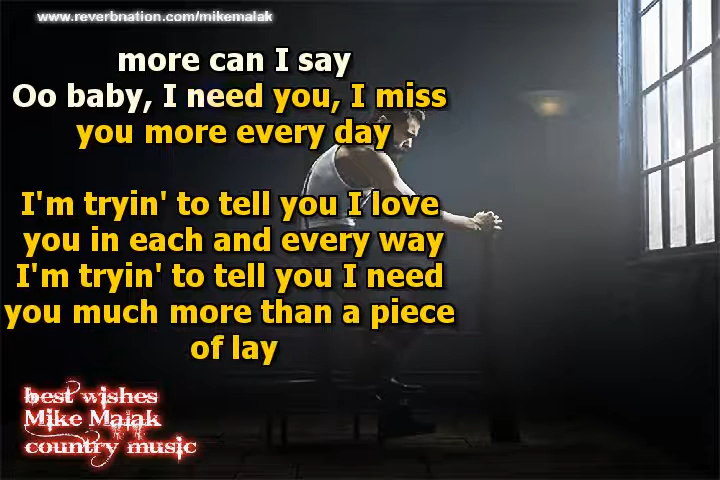 www.reverbnation.com/mikemalak
more can I say
Oo baby, I need you, I miss
you more every day
I'm tryin' to tell you I love
you in each and every way
I'm tryin' to tell you I need
you much more than a piece
of lay
best wishes
Mike Malak
country music